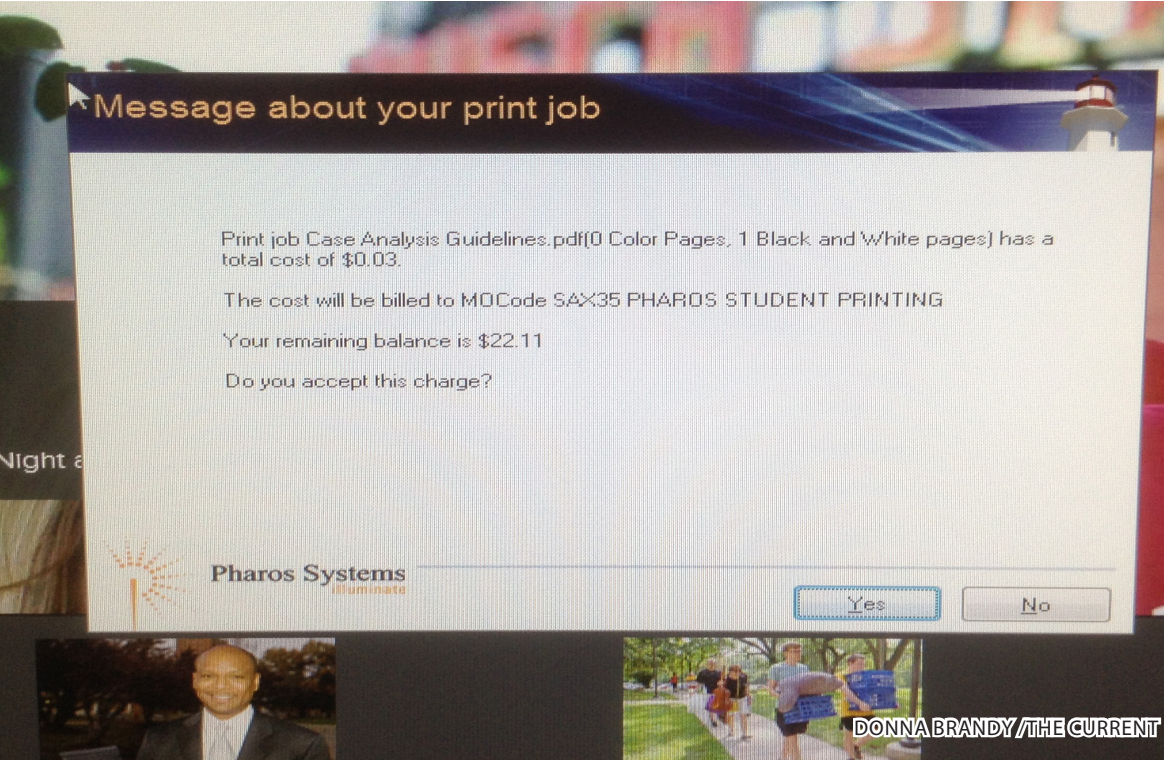 Message about your print job
Print job Case Analysis Guidelines.pdf(0 Color Pages, 1 Black and White pages) has a
total cost of $0.03.
The cost will be billed to MOCode SAX35 PHAROS STUDENT PRINTING
Your remaining balance is $22.11
Do you accept this charge?
Night a
Pharos Systems
illuminate
Yes
No
DONNA BRANDY /THE CURRENT